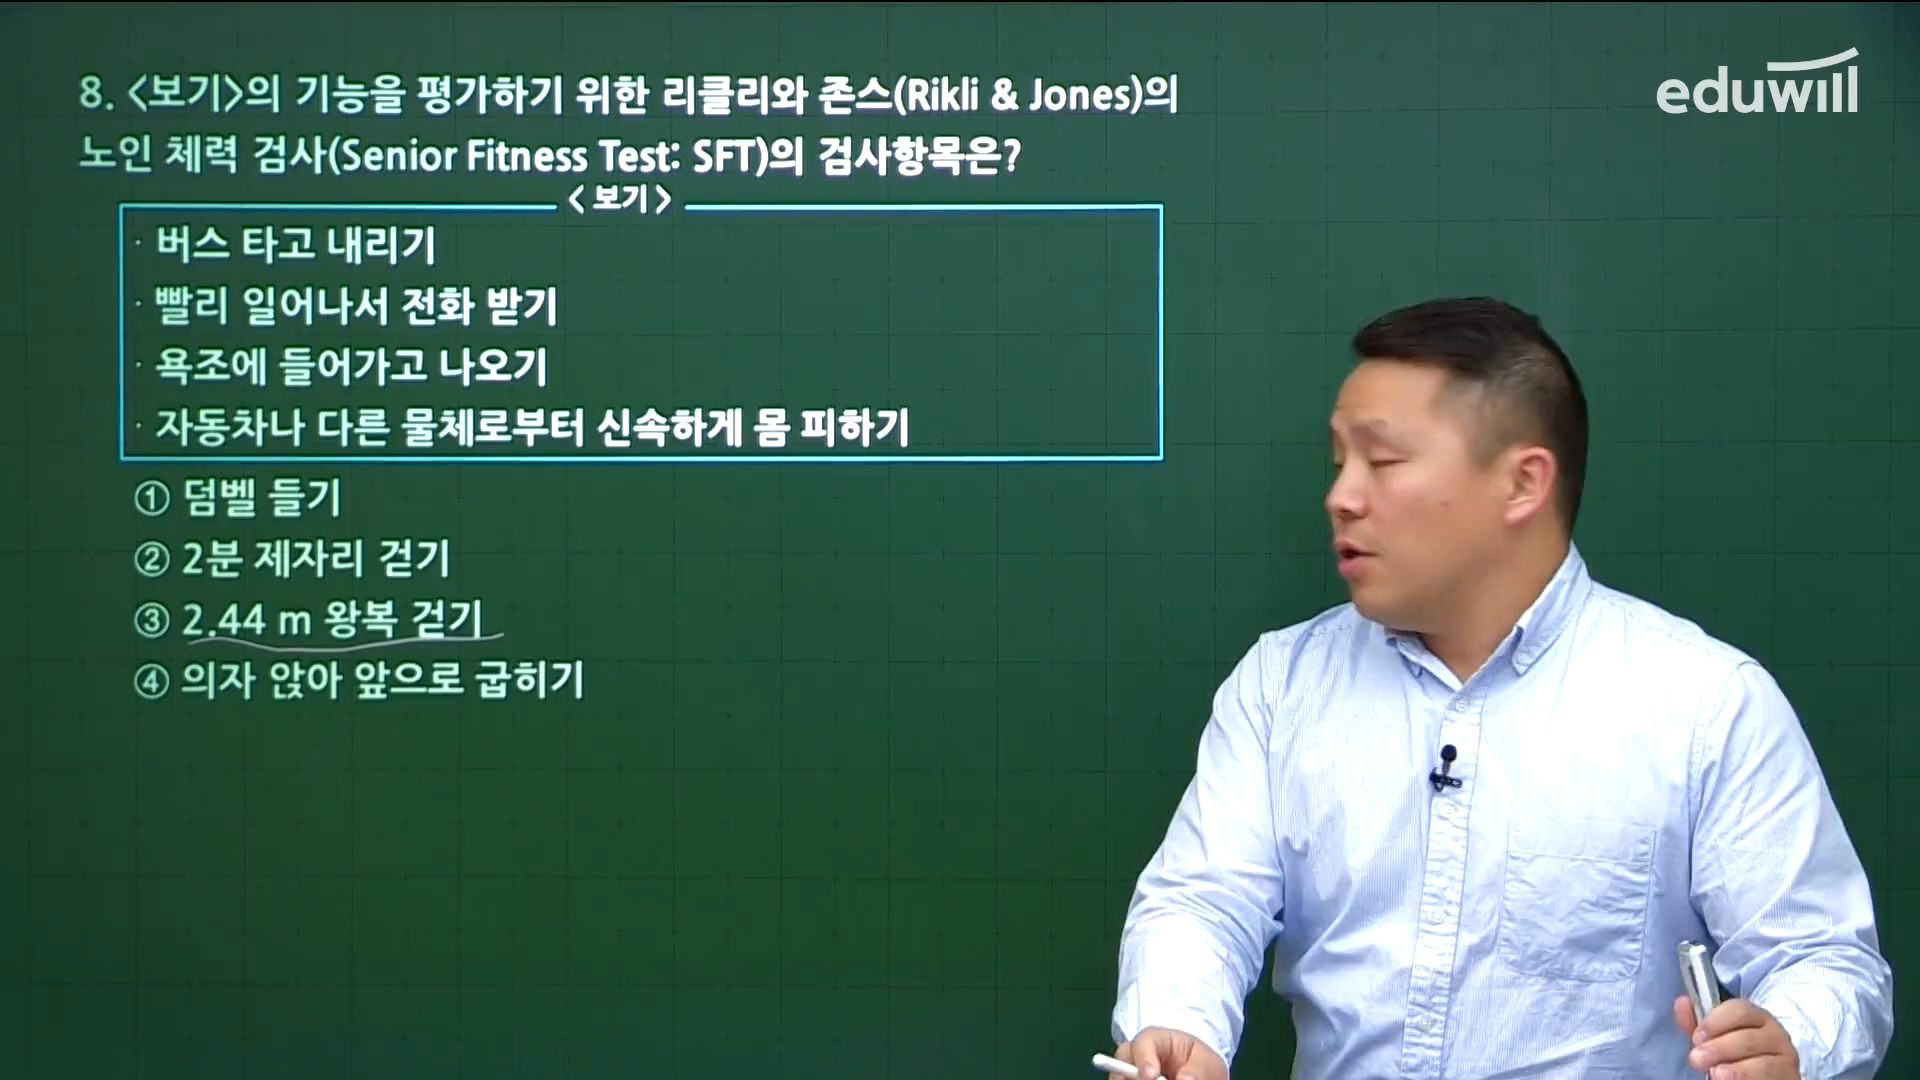 eduwill
8. <보기>의 기능을 평가하기 위한 리클리와 존스(Rikli & Jones)의
노인 체력 검사(Senior Fitness Test: SFT)의 검사항목은?
< 보기 >
· 버스 타고 내리기
· 빨리 일어나서 전화 받기
· 욕조에 들어가고 나오기
· 자동차나 다른 물체로부터 신속하게 몸 피하기
① 덤벨 들기
② 2분 제자리 걷기
③ 2.44 m 왕복 걷기
④ 의자 앉아 앞으로 굽히기